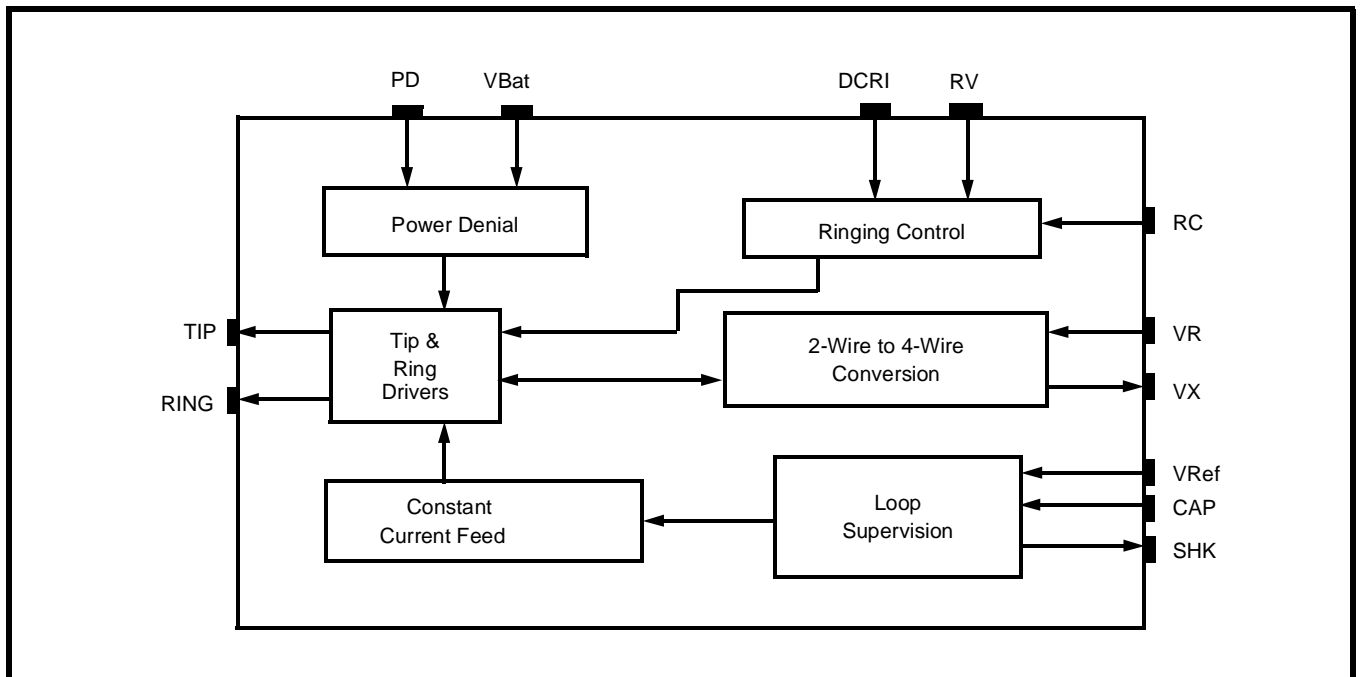 PD
VBat
DCRI
RV
Power Denial
Ringing Control
RC
TIP
RING
Tip &
Ring
Drivers
2-Wire to 4-Wire
Conversion
VR
VX
Constant
Current Feed
Loop
Supervision
VRef
CAP
SHK